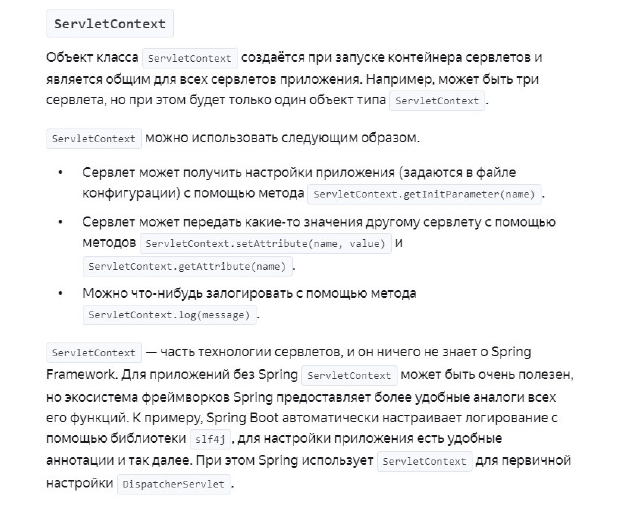 ServletContext
Объект класса ServletContext создаётся при запуске контейнера сервлетов и
является общим для всех сервлетов приложения. Например, может быть три
сервлета, но при этом будет только один объект типа ServletContext.
ServletContext можно использовать следующим образом.
• Сервлет может получить настройки приложения (задаются в файле
конфигурации) с помощью метода ServletContext.getInitParameter(name).
• Сервлет может передать какие-то значения другому сервлету с помощью
методов ServletContext.setAttribute(name, value) и
ServletContext.getAttribute(name).
• Можно что-нибудь залогировать с помощью метода
ServletContext.log(message).
ServletContext — часть технологии сервлетов, и он ничего не знает о Spring
Framework. Для приложений без Spring ServletContext может быть очень полезен,
но экосистема фреймворков Spring предоставляет более удобные аналоги всех
его функций. К примеру, Spring Boot автоматически настраивает логирование с
помощью библиотеки slf4j, для настройки приложения есть удобные
аннотации и так далее. При этом Spring использует ServletContext для первичной
настройки DispatcherServlet.